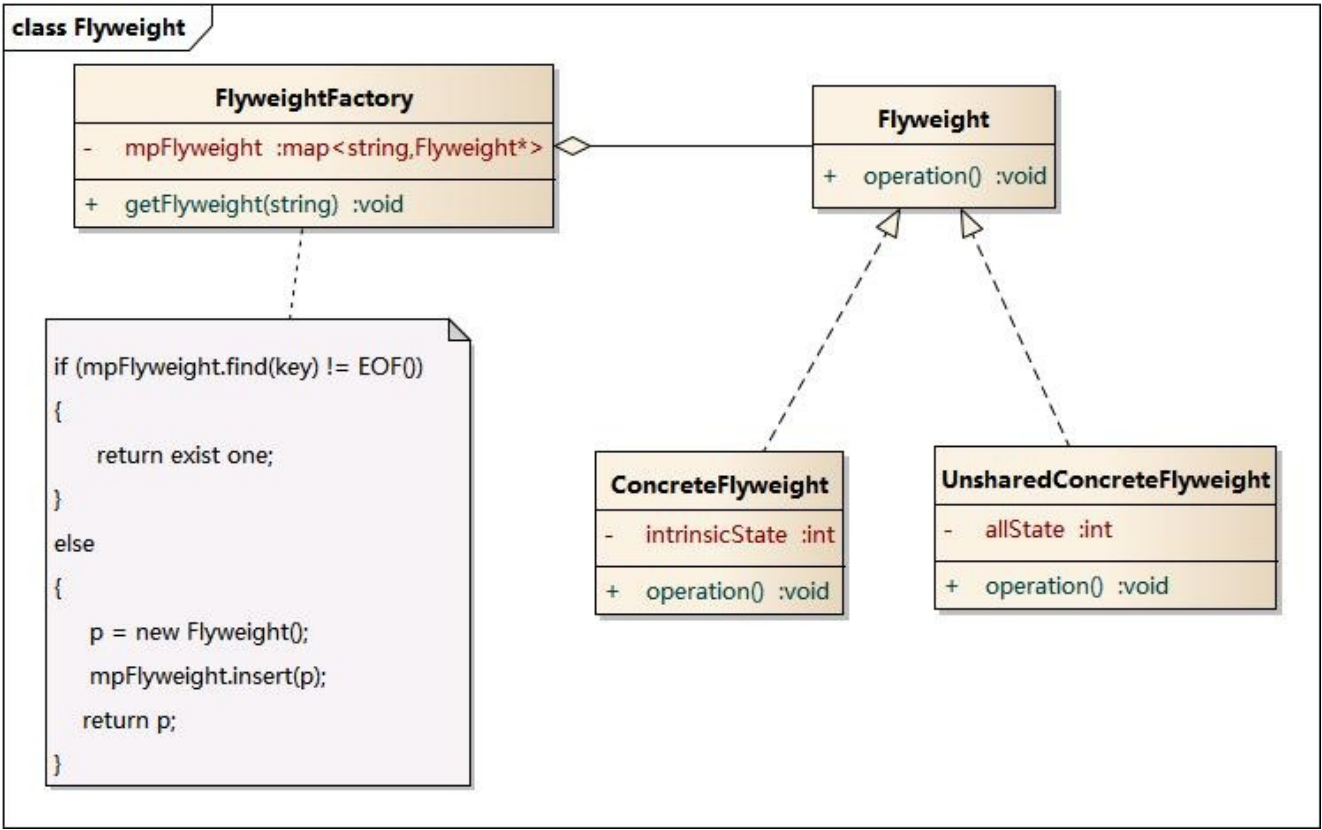 class Flyweight
FlyweightFactory
- mpFlyweight :map<string,Flyweight*>
+ getFlyweight(string) :void
Flyweight
+ operation() :void
if (mpFlyweight.find(key) != EOF())
{
return exist one;
}
else
{
p = new Flyweight();
mpFlyweight.insert(p);
return p;
}
ConcreteFlyweight
- intrinsicState :int
+ operation() :void
UnsharedConcreteFlyweight
- allState :int
+ operation() :void